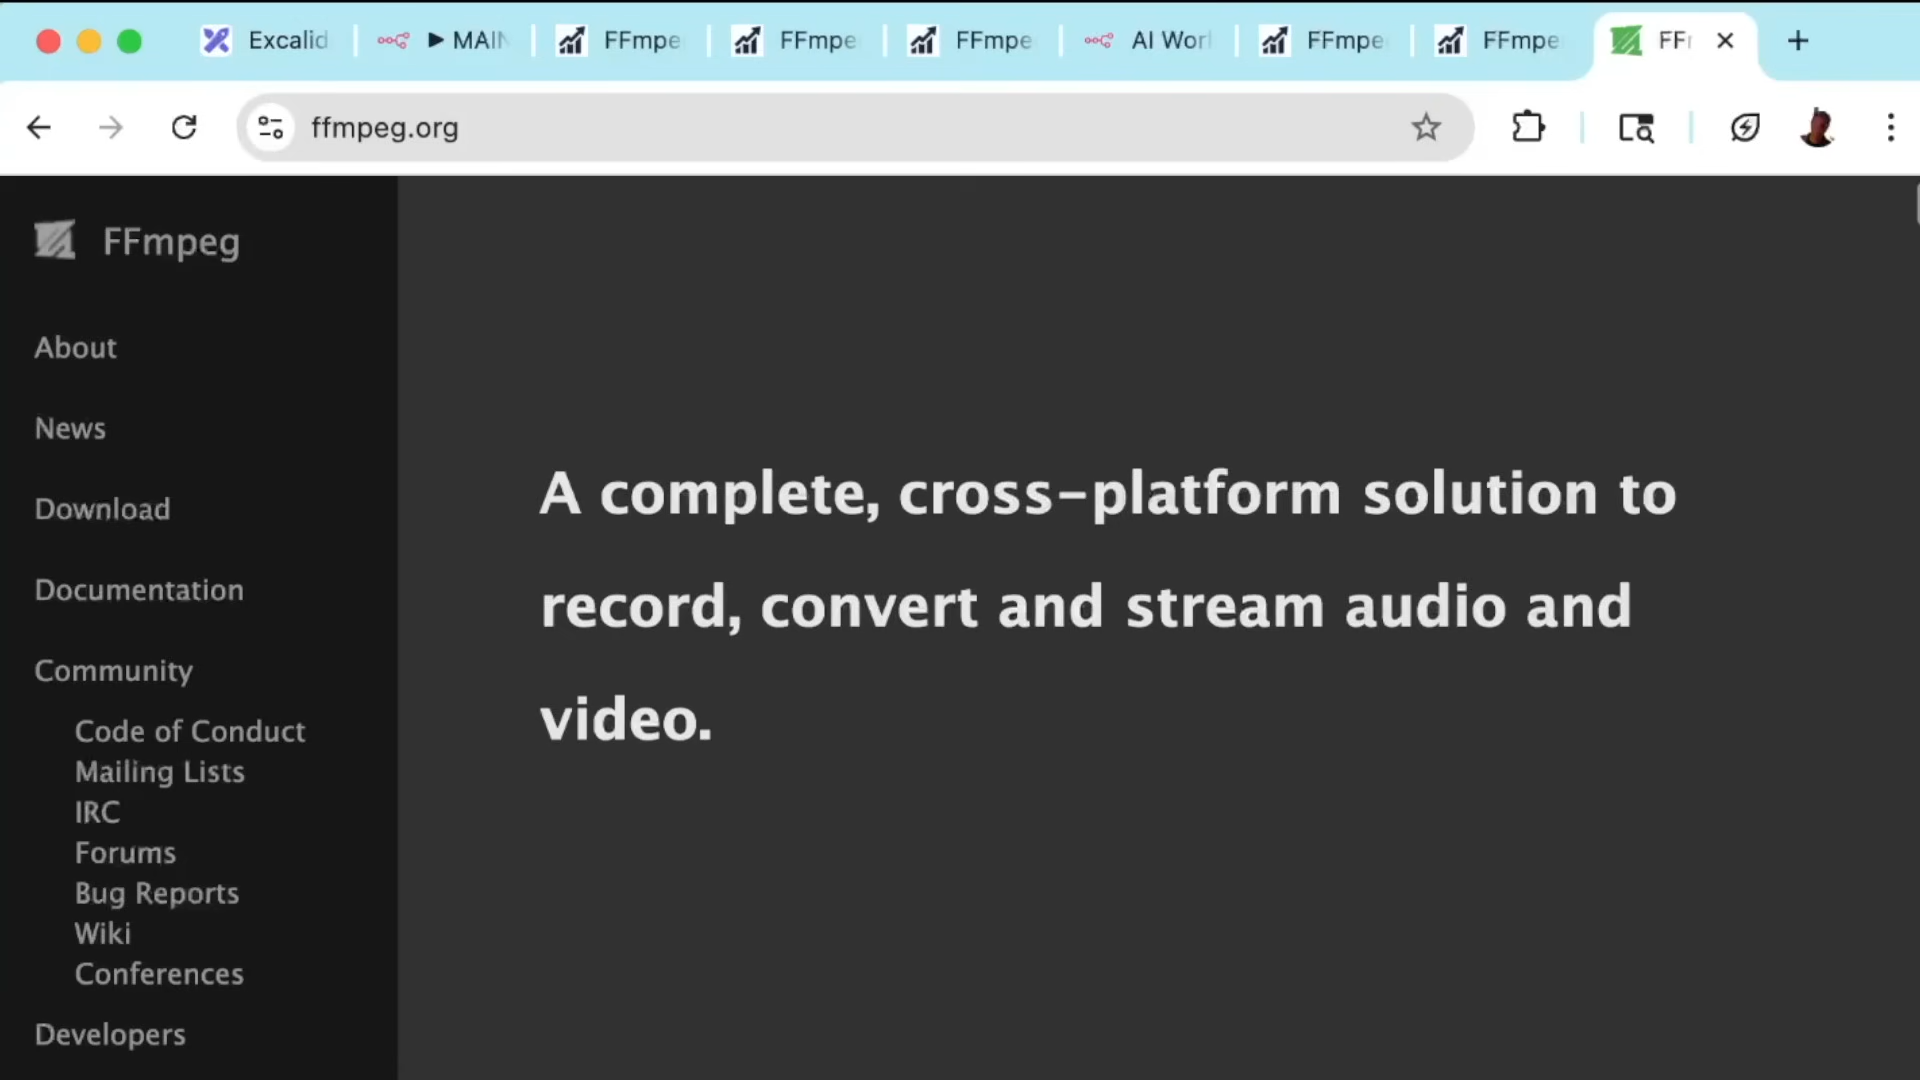 Excalid
▶ MAIN
FFmpe
FFmpe
FFmpe
AI Worl
FFmpe
FFmpe
FFr
ffmpeg.org
FFmpeg
About
News
Download
Documentation
Community
Code of Conduct
Mailing Lists
IRC
Forums
Bug Reports
Wiki
Conferences
Developers
A complete, cross-platform solution to
record, convert and stream audio and
video.